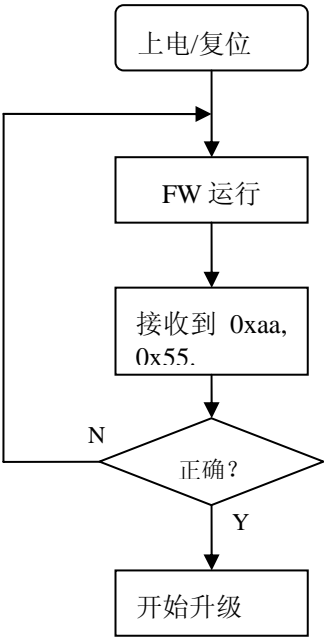 上电/复位
FW 运行
接收到 0xaa,
0x55.
正确？
N
Y
开始升级